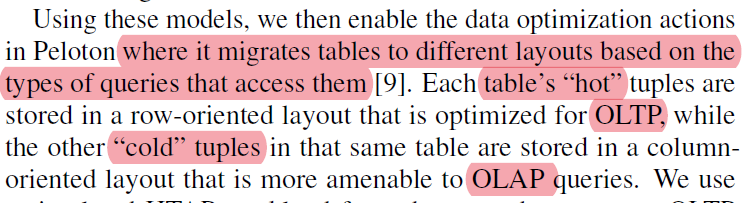 Using these models, we then enable the data optimization actions
in Peloton where it migrates tables to different layouts based on the
types of queries that access them [9]. Each table's “hot” tuples are
stored in a row-oriented layout that is optimized for OLTP, while
the other “cold” tuples in that same table are stored in a column-
oriented layout that is more amenable to OLAP queries. We use